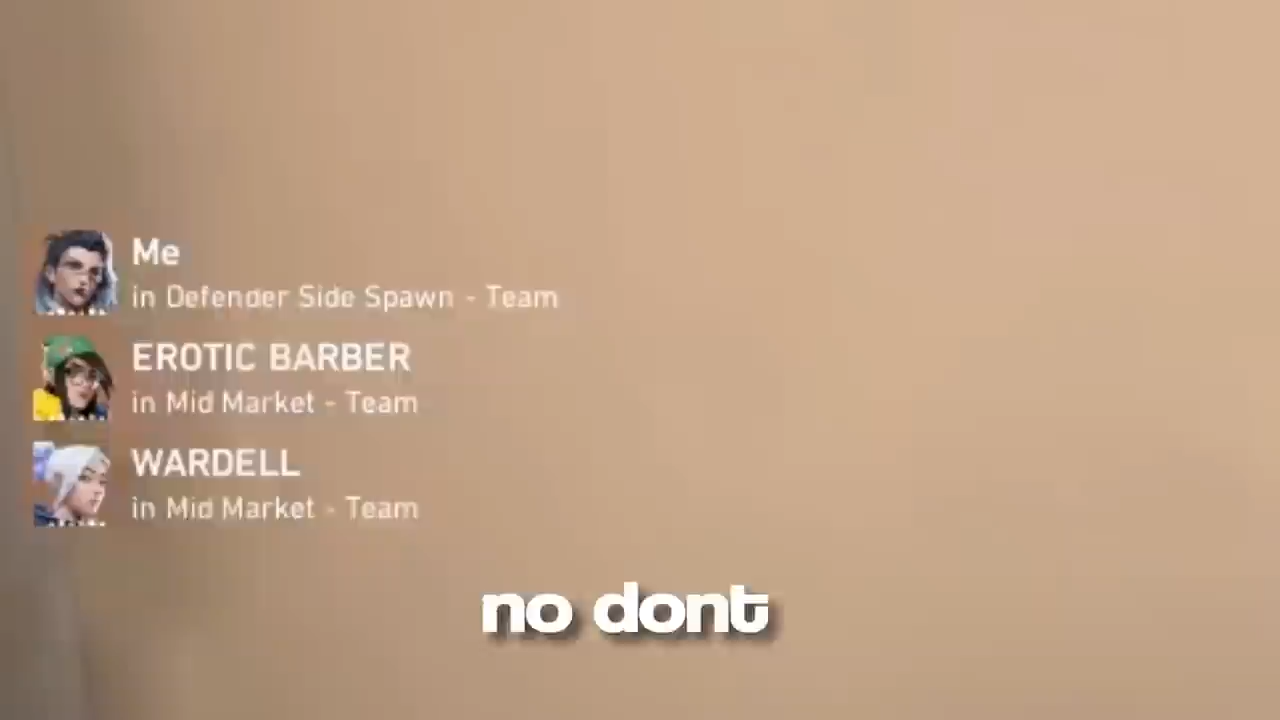 Me
in Defender Side Spawn - Team
EROTIC BARBER
in Mid Market - Team
WARDELL
in Mid Market - Team
no dont